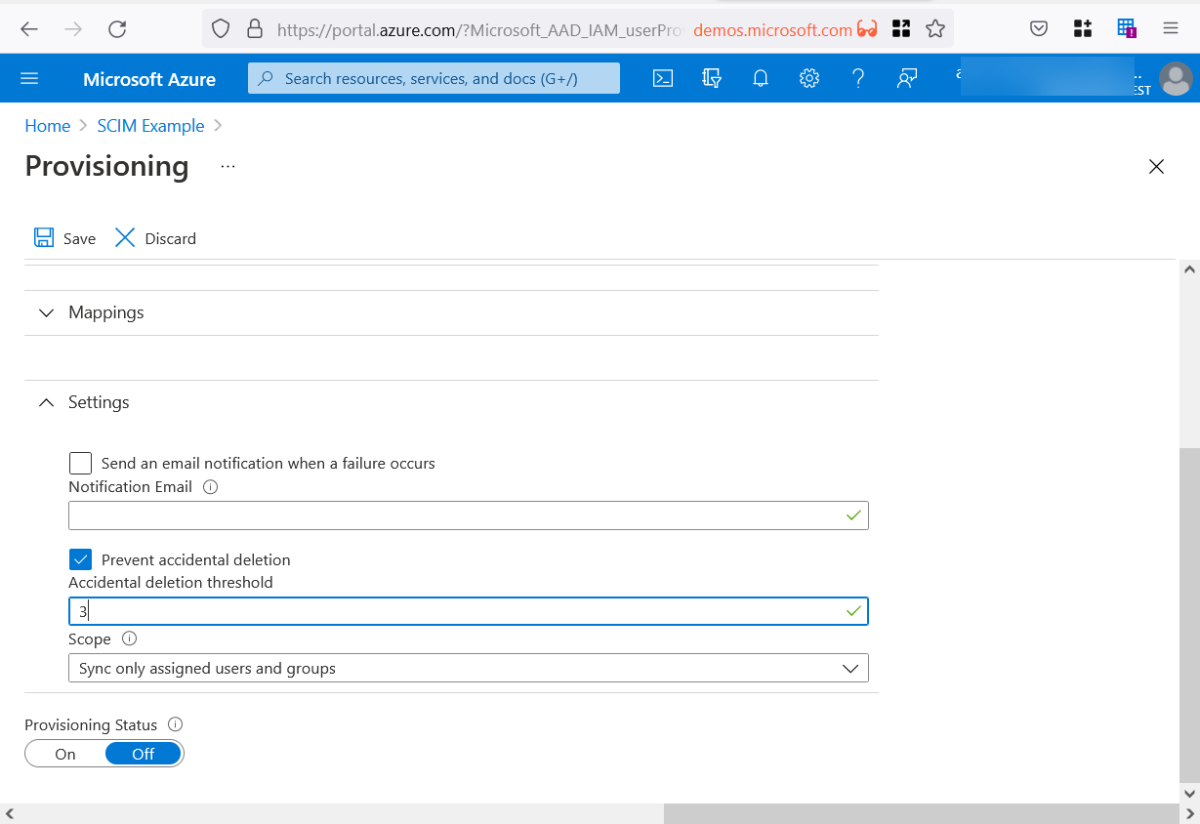 https://portal.azure.com/?Microsoft_AAD_IAM_userPro demos.microsoft.com
Microsoft Azure Search resources, services, and docs (G+/)
Home > SCIM Example >
Provisioning ...
Save Discard
Mappings
Settings
Send an email notification when a failure occurs
Notification Email
Prevent accidental deletion
Accidental deletion threshold
3
Scope
Sync only assigned users and groups
Provisioning Status
On Off